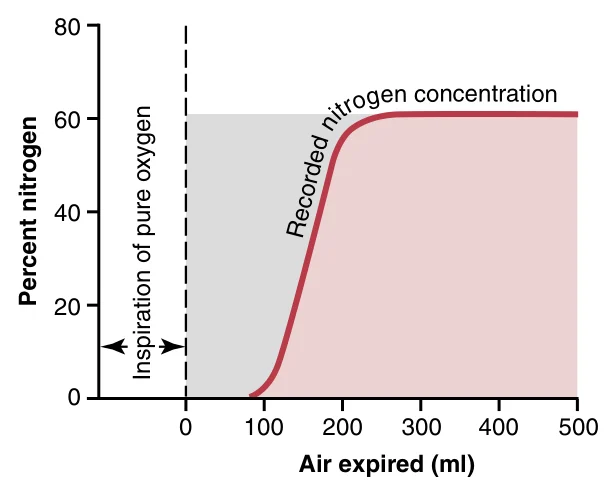 80
60
40
20
0
Percent nitrogen
Inspiration of pure oxygen
Recorded nitrogen concentration
0 100 200 300 400 500
Air expired (ml)